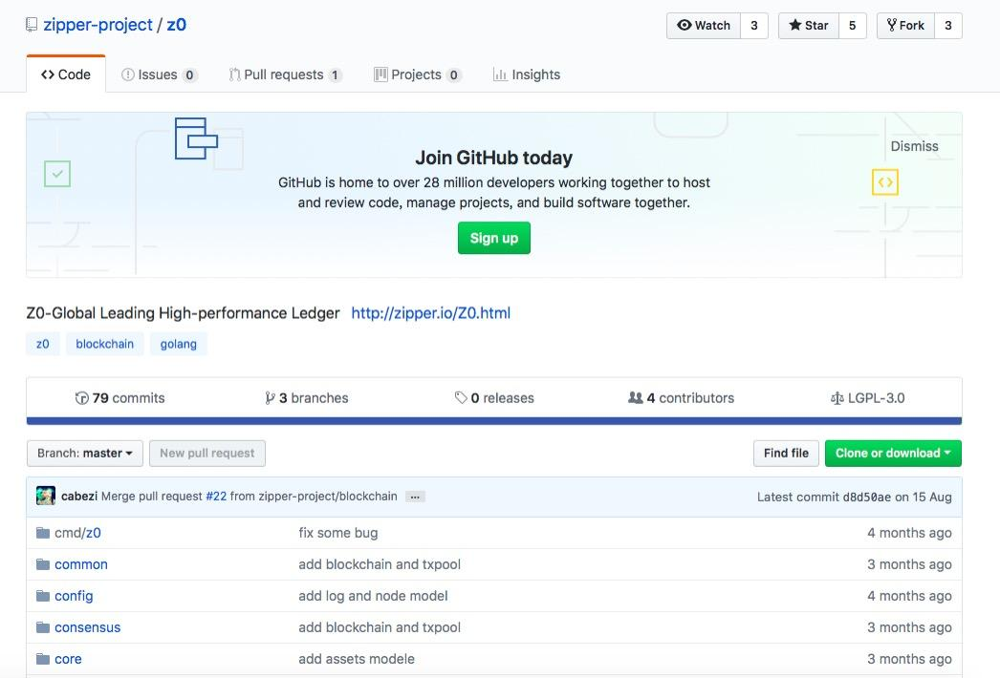 zipper-project / z0
Watch 3 Star 5 Fork 3
Code Issues 0 Pull requests 1 Projects 0 Insights
Join GitHub today
Dismiss
GitHub is home to over 28 million developers working together to host
and review code, manage projects, and build software together.
Sign up
Z0-Global Leading High-performance Ledger http://zipper.io/Z0.html
z0 blockchain golang
79 commits 3 branches 0 releases 4 contributors LGPL-3.0
Branch: master New pull request Find file Clone or download
cabezi Merge pull request #22 from zipper-project/blockchain ... Latest commit d8d50ae on 15 Aug
cmd/z0 fix some bug 4 months ago
common add blockchain and txpool 3 months ago
config add log and node model 4 months ago
consensus add blockchain and txpool 3 months ago
core add assets modele 3 months ago